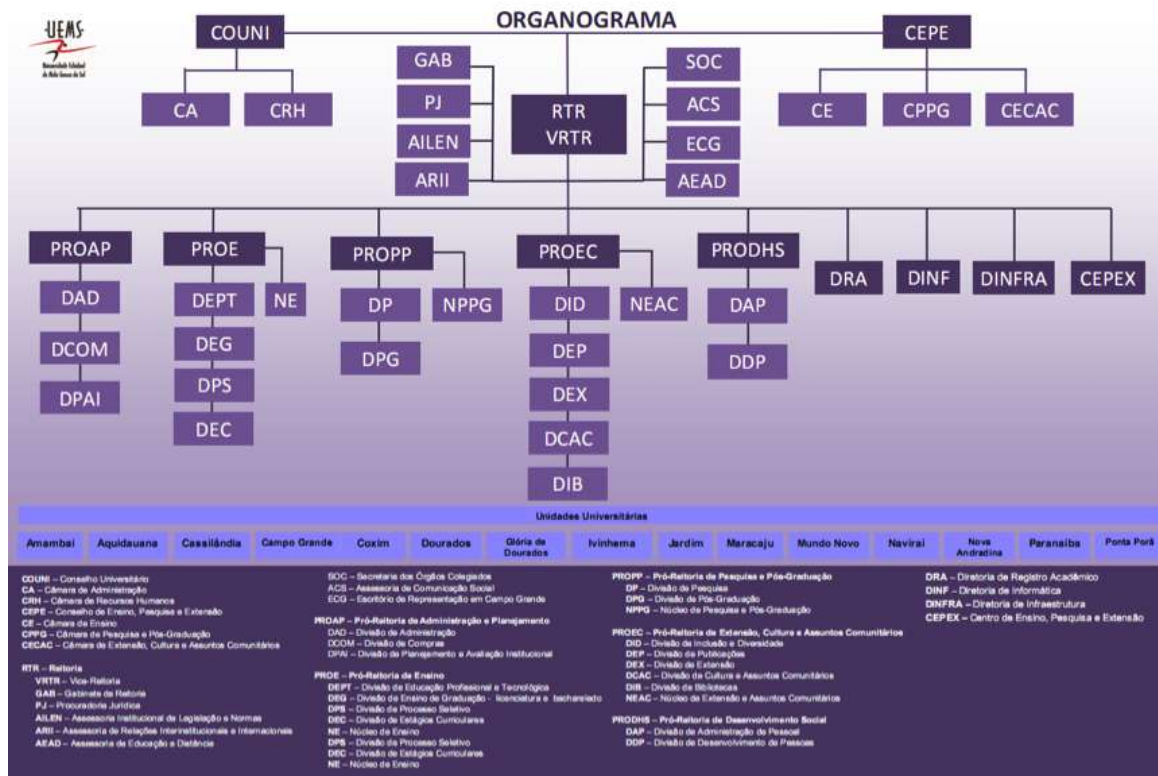 ORGANOGRAMA
UEMS
Universidade Estadual
de Mato Grosso do Sul
COUNI
CEPE
CA
CRH
GAB
PJ
AILEN
ARII
RTR
VRTR
SOC
ACS
ECG
AEAD
CE
CPPG
CECAC
PROAP
DAD
DCOM
DPAI
PROE
NE
DEPT
DEG
DPS
DEC
PROPP
NPPG
DP
DPG
PROEC
NEAC
DID
DEP
DEX
DCAC
DIB
PRODHS
DAP
DDP
DRA
DINF
DINFRA
CEPEX
Unidades Universitárias
Amambai
Aquidauana
Cassilândia
Campo Grande
Coxim
Dourados
Glória de
Dourados
Ivinhema
Jardim
Maracaju
Mundo Novo
Naviraí
Nova
Andradina
Paranaíba
Ponta Porã
COUNI – Conselho Universitário
CA – Câmara de Administração
CRH – Câmara de Recursos Humanos
CEPE – Conselho de Ensino, Pesquisa e Extensão
CE – Câmara de Ensino
CPPG – Câmara de Pesquisa e Pós-Graduação
CECAC – Câmara de Extensão, Cultura e Assuntos Comunitários
RTR – Reitoria
VRTR – Vice-Reitoria
GAB – Gabinete da Reitoria
PJ – Procuradoria Jurídica
AILEN – Assessoria Institucional de Legislação e Normas
ARII – Assessoria de Relações Interinstitucionais e Internacionais
AEAD – Assessoria de Educação a Distância
SOC – Secretaria dos Órgãos Colegiados
ACS – Assessoria de Comunicação Social
ECG – Escritório de Representação em Campo Grande
PROAP – Pró-Reitoria de Administração e Planejamento
DAD – Divisão de Administração
DCOM – Divisão de Compras
DPAI – Divisão de Planejamento e Avaliação Institucional
PROE – Pró-Reitoria de Ensino
DEPT – Divisão de Educação Profissional e Tecnológica
DEG – Divisão de Ensino de Graduação - licenciatura e bacharelado
DPS – Divisão de Processo Seletivo
DEC – Divisão de Estágios Curriculares
NE – Núcleo de Ensino
DPS – Divisão de Processo Seletivo
DEC – Divisão de Estágios Curriculares
NE – Núcleo de Ensino
PROPP – Pró-Reitoria de Pesquisa e Pós-Graduação
DP – Divisão de Pesquisa
DPG – Divisão de Pós-Graduação
NPPG – Núcleo de Pesquisa e Pós-Graduação
PROEC – Pró-Reitoria de Extensão, Cultura e Assuntos Comunitários
DID – Divisão de Inclusão e Diversidade
DEP – Divisão de Publicações
DEX – Divisão de Extensão
DCAC – Divisão de Cultura e Assuntos Comunitários
DIB – Divisão de Bibliotecas
NEAC – Núcleo de Extensão e Assuntos Comunitários
PRODHS – Pró-Reitoria de Desenvolvimento Social
DAP – Divisão de Administração de Pessoal
DDP – Divisão de Desenvolvimento de Pessoas
DRA – Diretoria de Registro Acadêmico
DINF – Diretoria de Informática
DINFRA – Diretoria de Infraestrutura
CEPEX – Centro de Ensino, Pesquisa e Extensão